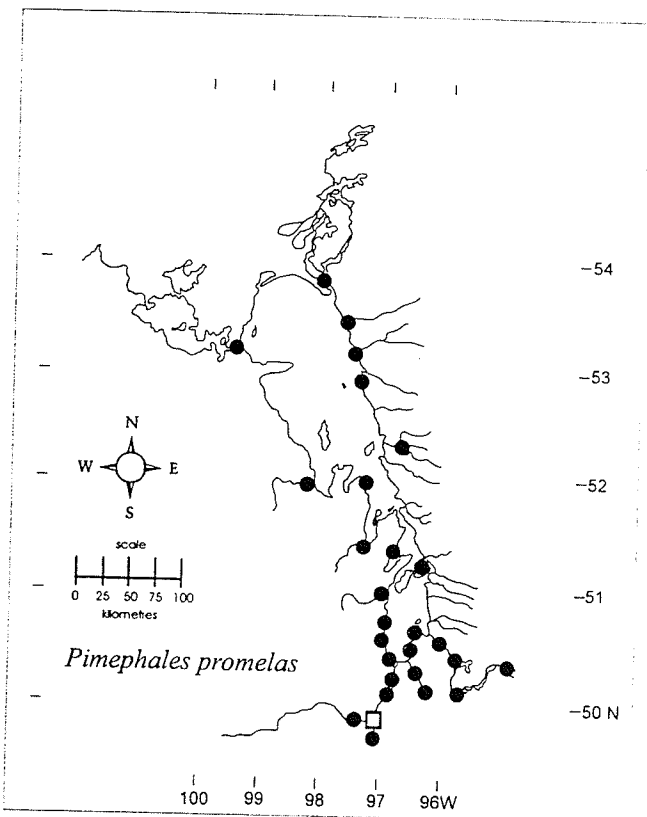 −54
−53
N
W E
S
−52
scale
0 25 50 75 100
kilometres
−51
Pimephales promelas
−50 N
100 99 98 97 96W